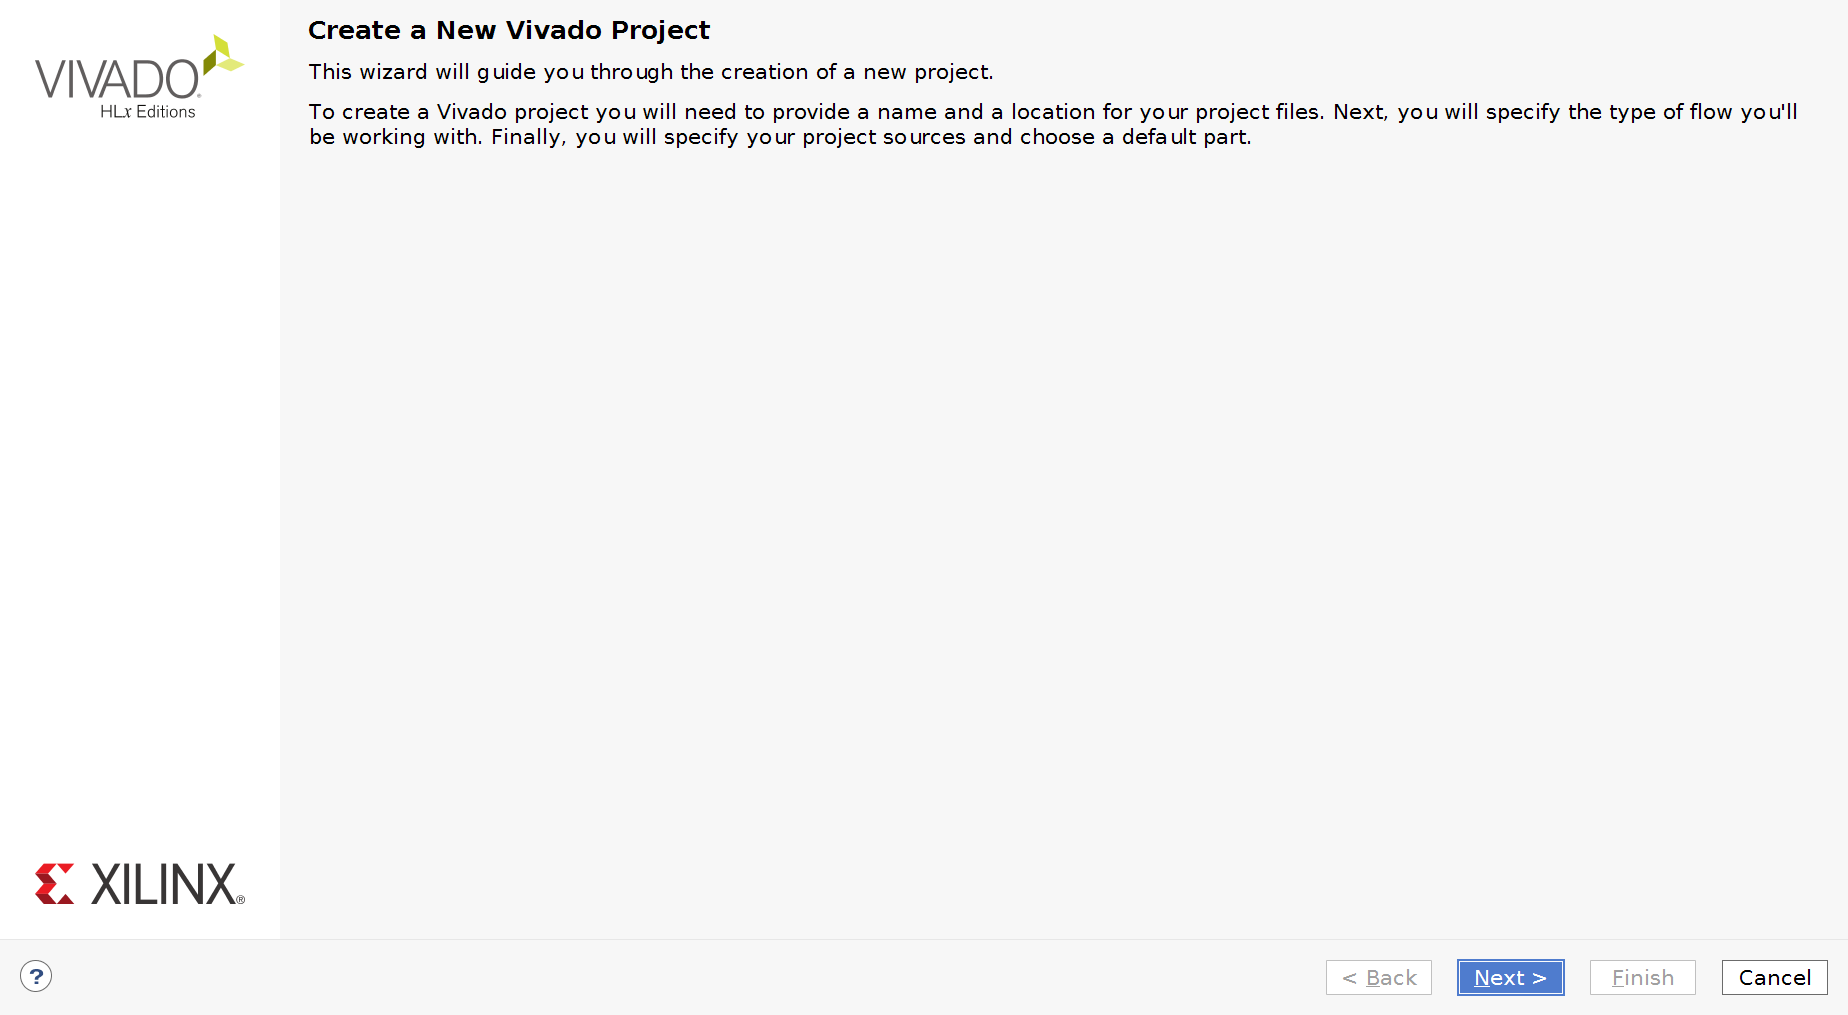 VIVADO®
HLx Editions
Create a New Vivado Project
This wizard will guide you through the creation of a new project.
To create a Vivado project you will need to provide a name and a location for your project files. Next, you will specify the type of flow you'll
be working with. Finally, you will specify your project sources and choose a default part.
XILINX®
?
< Back
Next >
Finish
Cancel